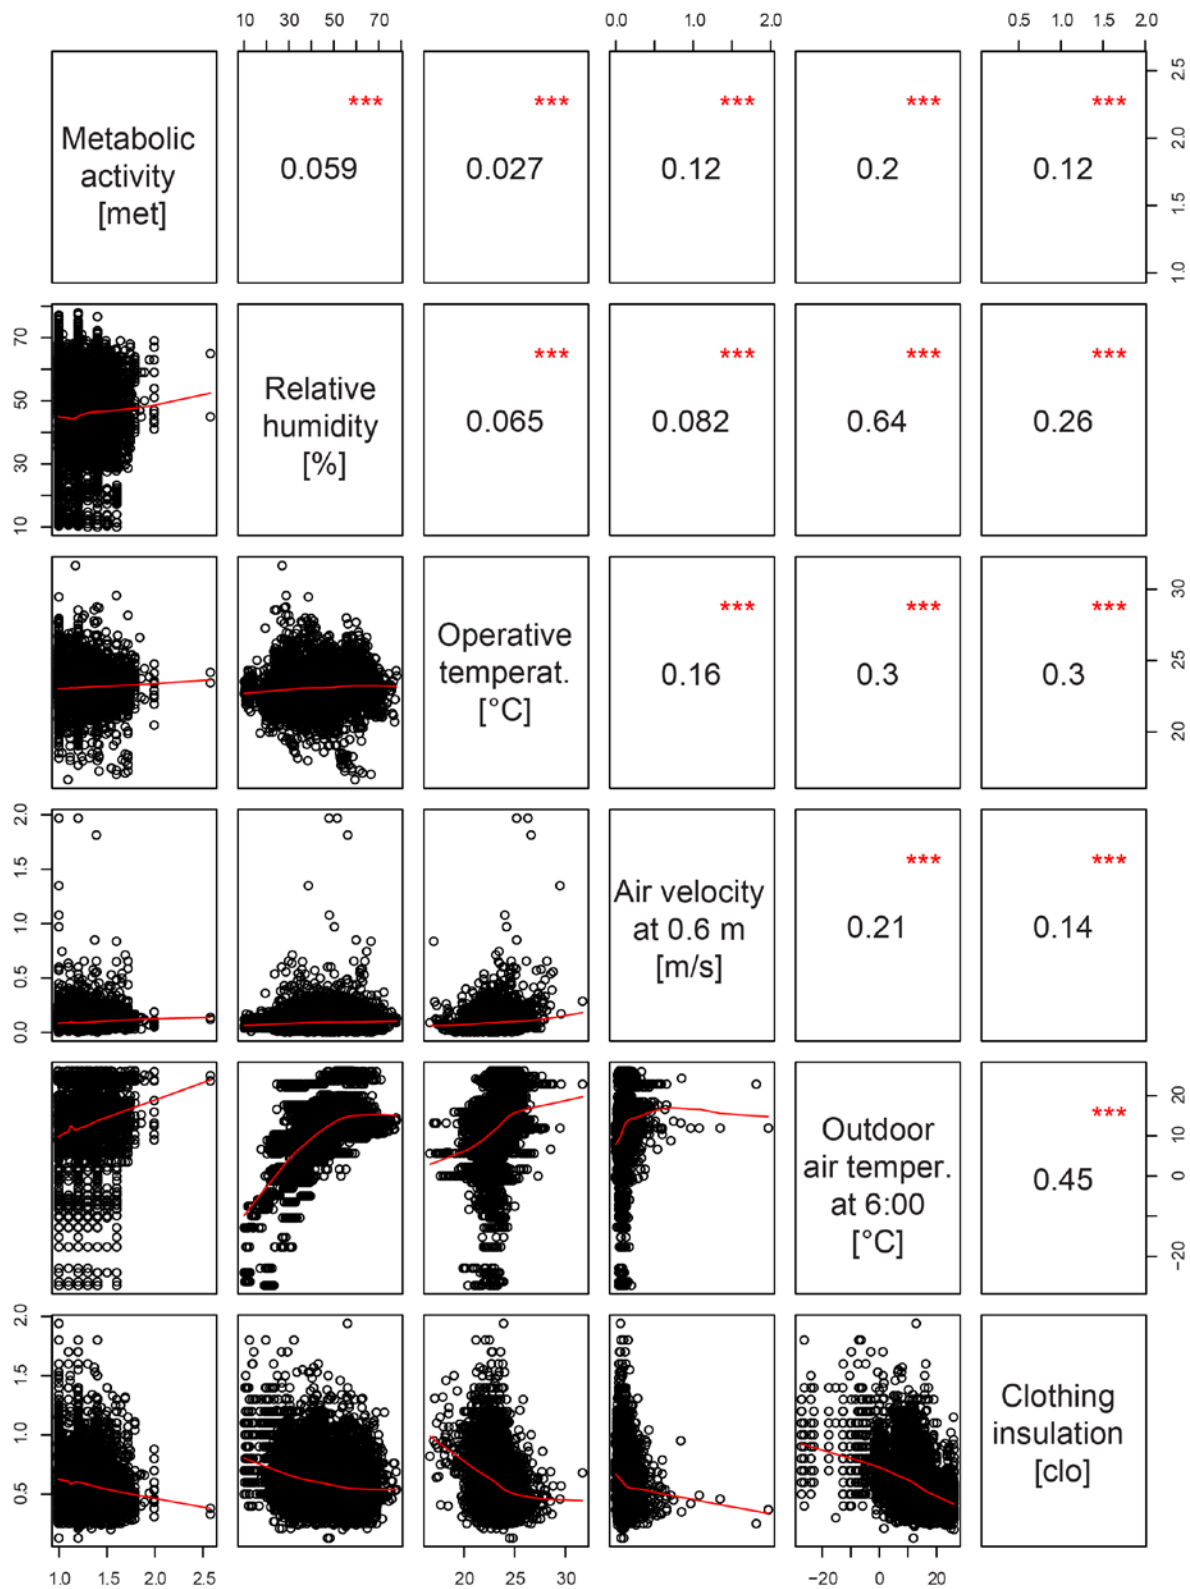 10 30 50 70
0.0 1.0 2.0
0.5 1.0 1.5 2.0
Metabolic
activity
[met]
***
0.059
***
0.027
***
0.12
***
0.2
***
0.12
1.0 1.5 2.0 2.5
10 30 50 70
Relative
humidity
[%]
***
0.065
***
0.082
***
0.64
***
0.26
Operative
temperat.
[°C]
***
0.16
***
0.3
***
0.3
20 25 30
0.0 0.5 1.0 1.5 2.0
Air velocity
at 0.6 m
[m/s]
***
0.21
***
0.14
Outdoor
air temper.
at 6:00
[°C]
***
0.45
−20 0 10 20
0.5 1.0 1.5 2.0
Clothing
insulation
[clo]
1.0 1.5 2.0 2.5
20 25 30
−20 0 10 20